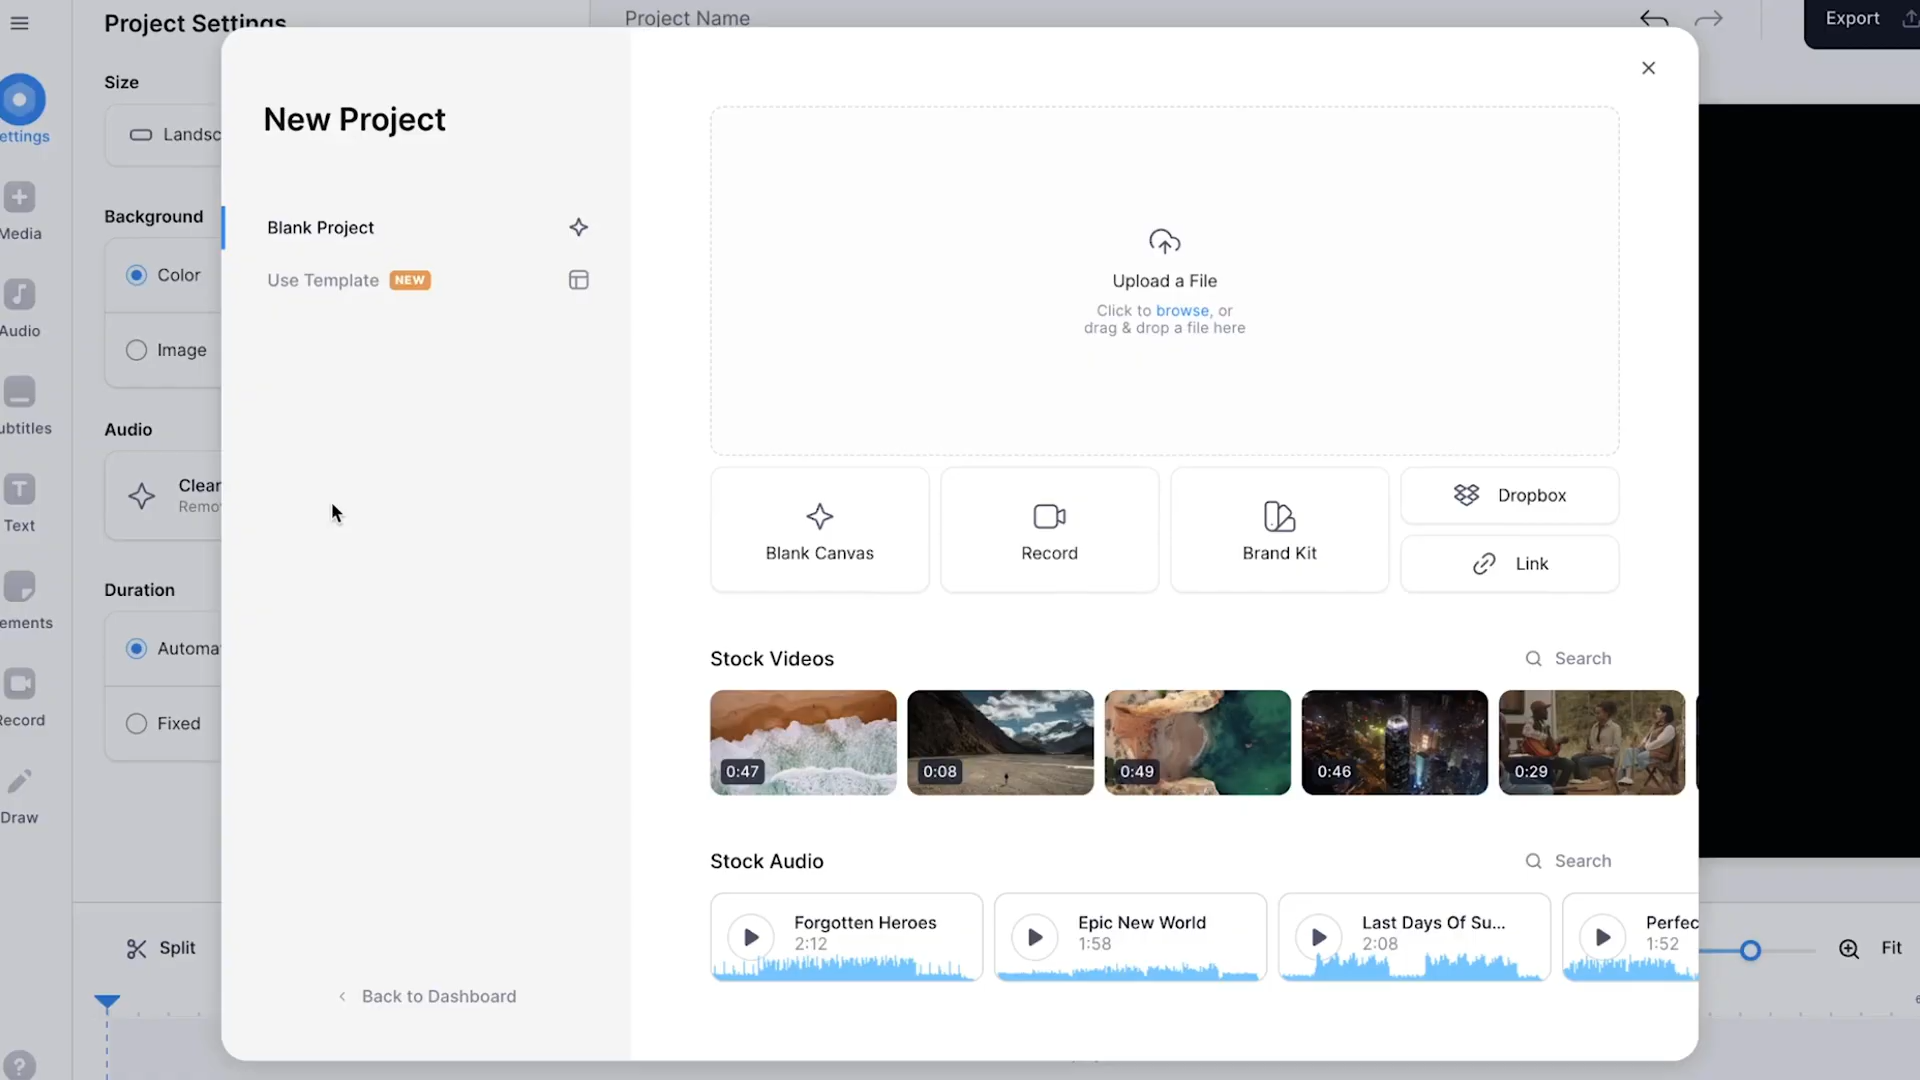 Project Settings
Project Name
Export
Size
Landsc
Background
Color
Image
Audio
Clear
Remo
Duration
Automa
Fixed
ettings
Media
Audio
ubtitles
Text
ements
Record
Draw
Split
Fit
New Project
Blank Project
Use Template NEW
Back to Dashboard
Upload a File
Click to browse, or
drag & drop a file here
Blank Canvas
Record
Brand Kit
Dropbox
Link
Stock Videos
Search
0:47
0:08
0:49
0:46
0:29
Stock Audio
Search
Forgotten Heroes
2:12
Epic New World
1:58
Last Days Of Su...
2:08
Perfec
1:52